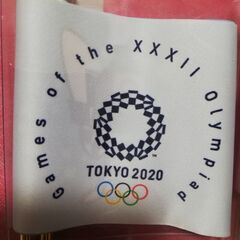 Games of the XXXII Olympiad
TOKYO 2020